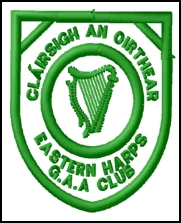 CLÁIRSIGH AN OIRTHEAR
EASTERN HARPS
G.A.A CLUB